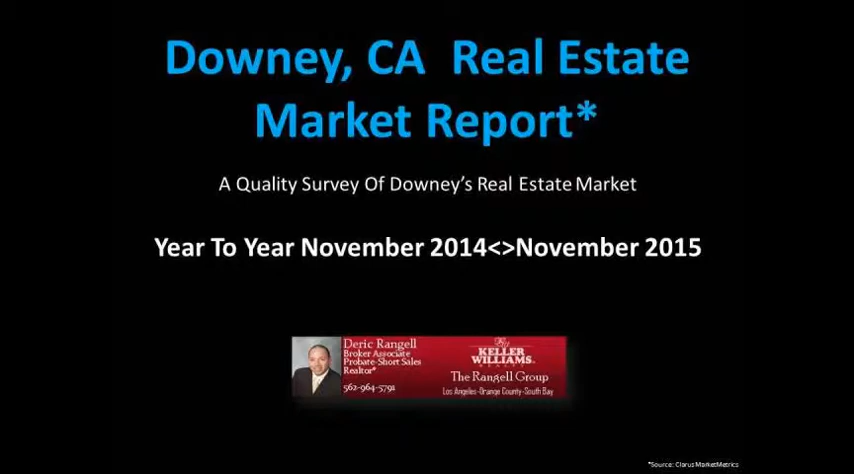 Downey, CA Real Estate
Market Report*
A Quality Survey Of Downey's Real Estate Market
Year To Year November 2014<>November 2015
Deric Rangell
Broker Associate
Probate-Short Sales
Realtor®
562-964-5791
KELLER
WILLIAMS
REALTY
The Rangell Group
Los Angeles-Orange County-South Bay
*Source: Clarus MarketMetrics